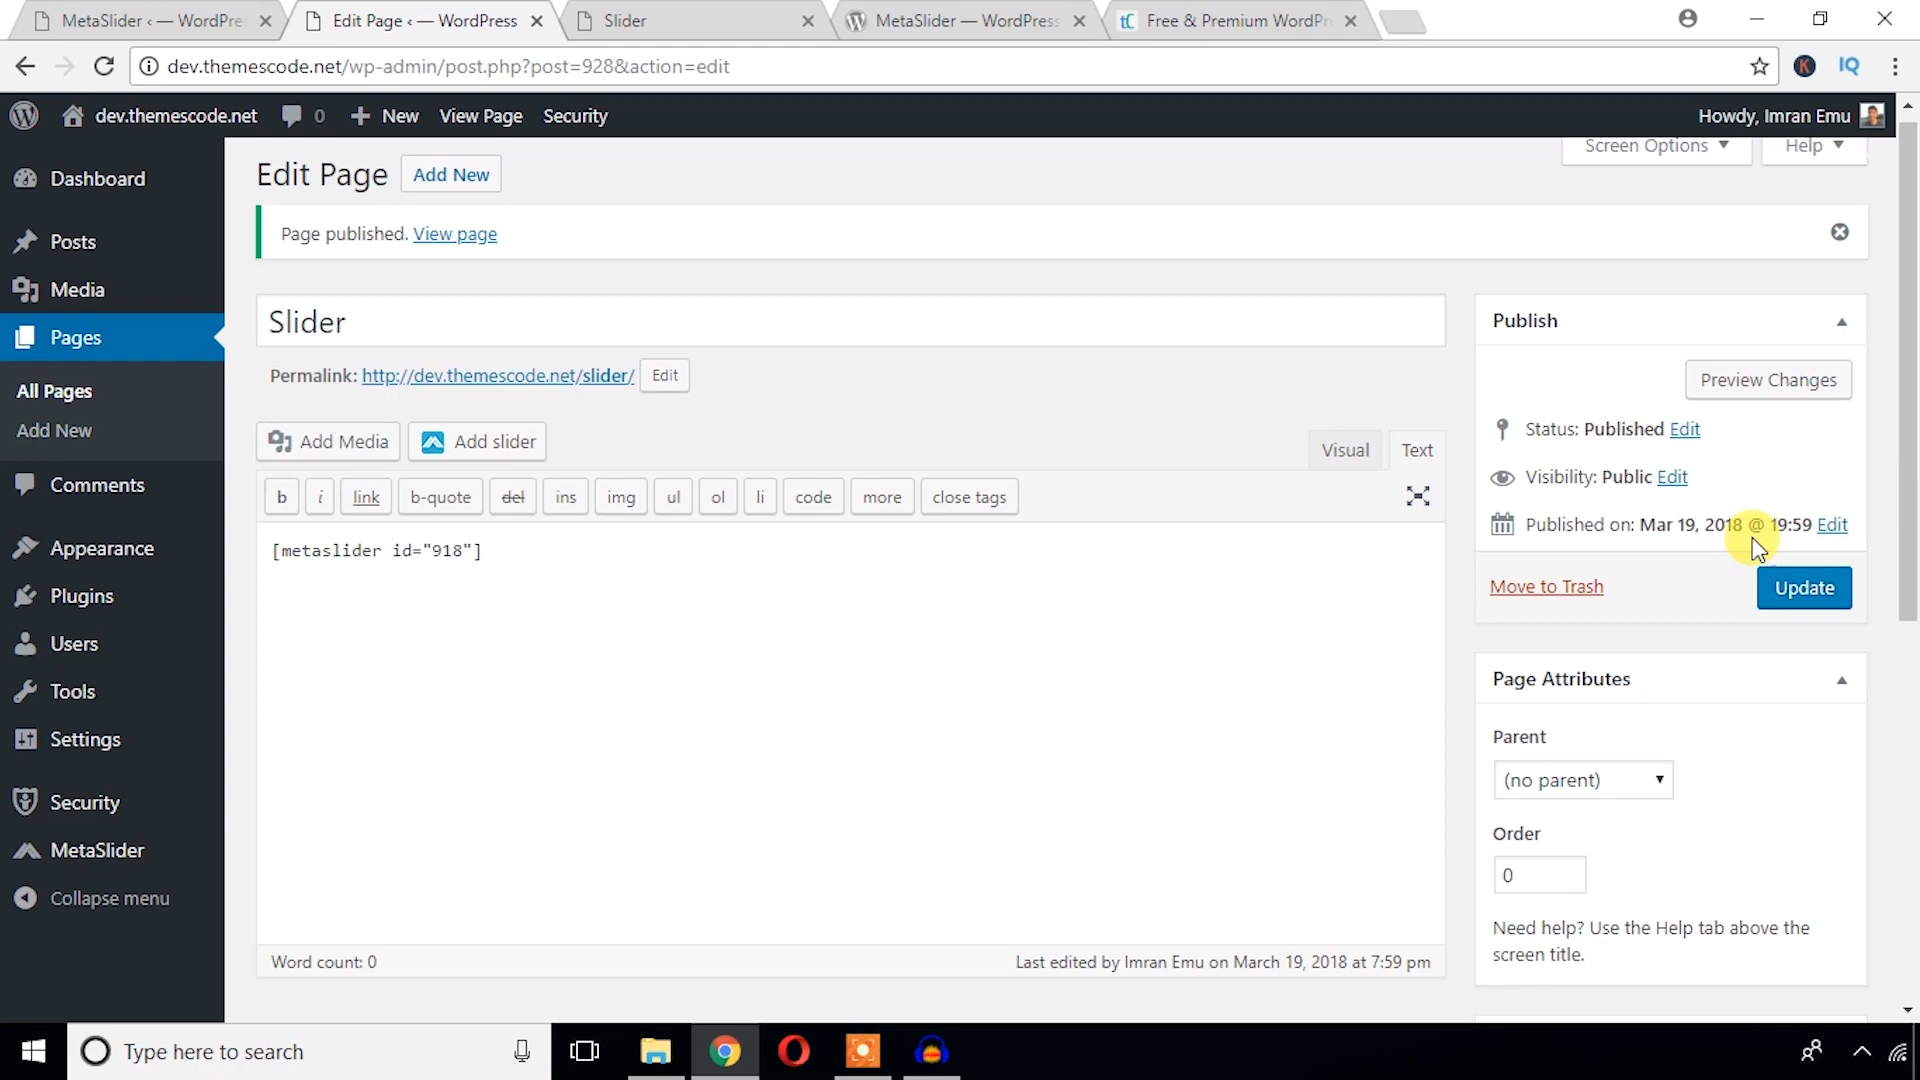 MetaSlider ‹ — WordPre
Edit Page ‹ — WordPress
Slider
MetaSlider — WordPress
tC Free & Premium WordPr
dev.themescode.net/wp-admin/post.php?post=928&action=edit
K
IQ
dev.themescode.net
0
New
View Page
Security
Howdy, Imran Emu
Dashboard
Posts
Media
Pages
All Pages
Add New
Comments
Appearance
Plugins
Users
Tools
Settings
Security
MetaSlider
Collapse menu
Screen Options
Help
Edit Page
Add New
Page published. View page
Slider
Permalink: http://dev.themescode.net/slider/ Edit
Add Media
Add slider
Visual
Text
b
i
link
b-quote
del
ins
img
ul
ol
li
code
more
close tags
[metaslider id="918"]
Word count: 0
Last edited by Imran Emu on March 19, 2018 at 7:59 pm
Publish
Preview Changes
Status: Published Edit
Visibility: Public Edit
Published on: Mar 19, 2018 @ 19:59 Edit
Move to Trash
Update
Page Attributes
Parent
(no parent)
Order
0
Need help? Use the Help tab above the
screen title.
Type here to search